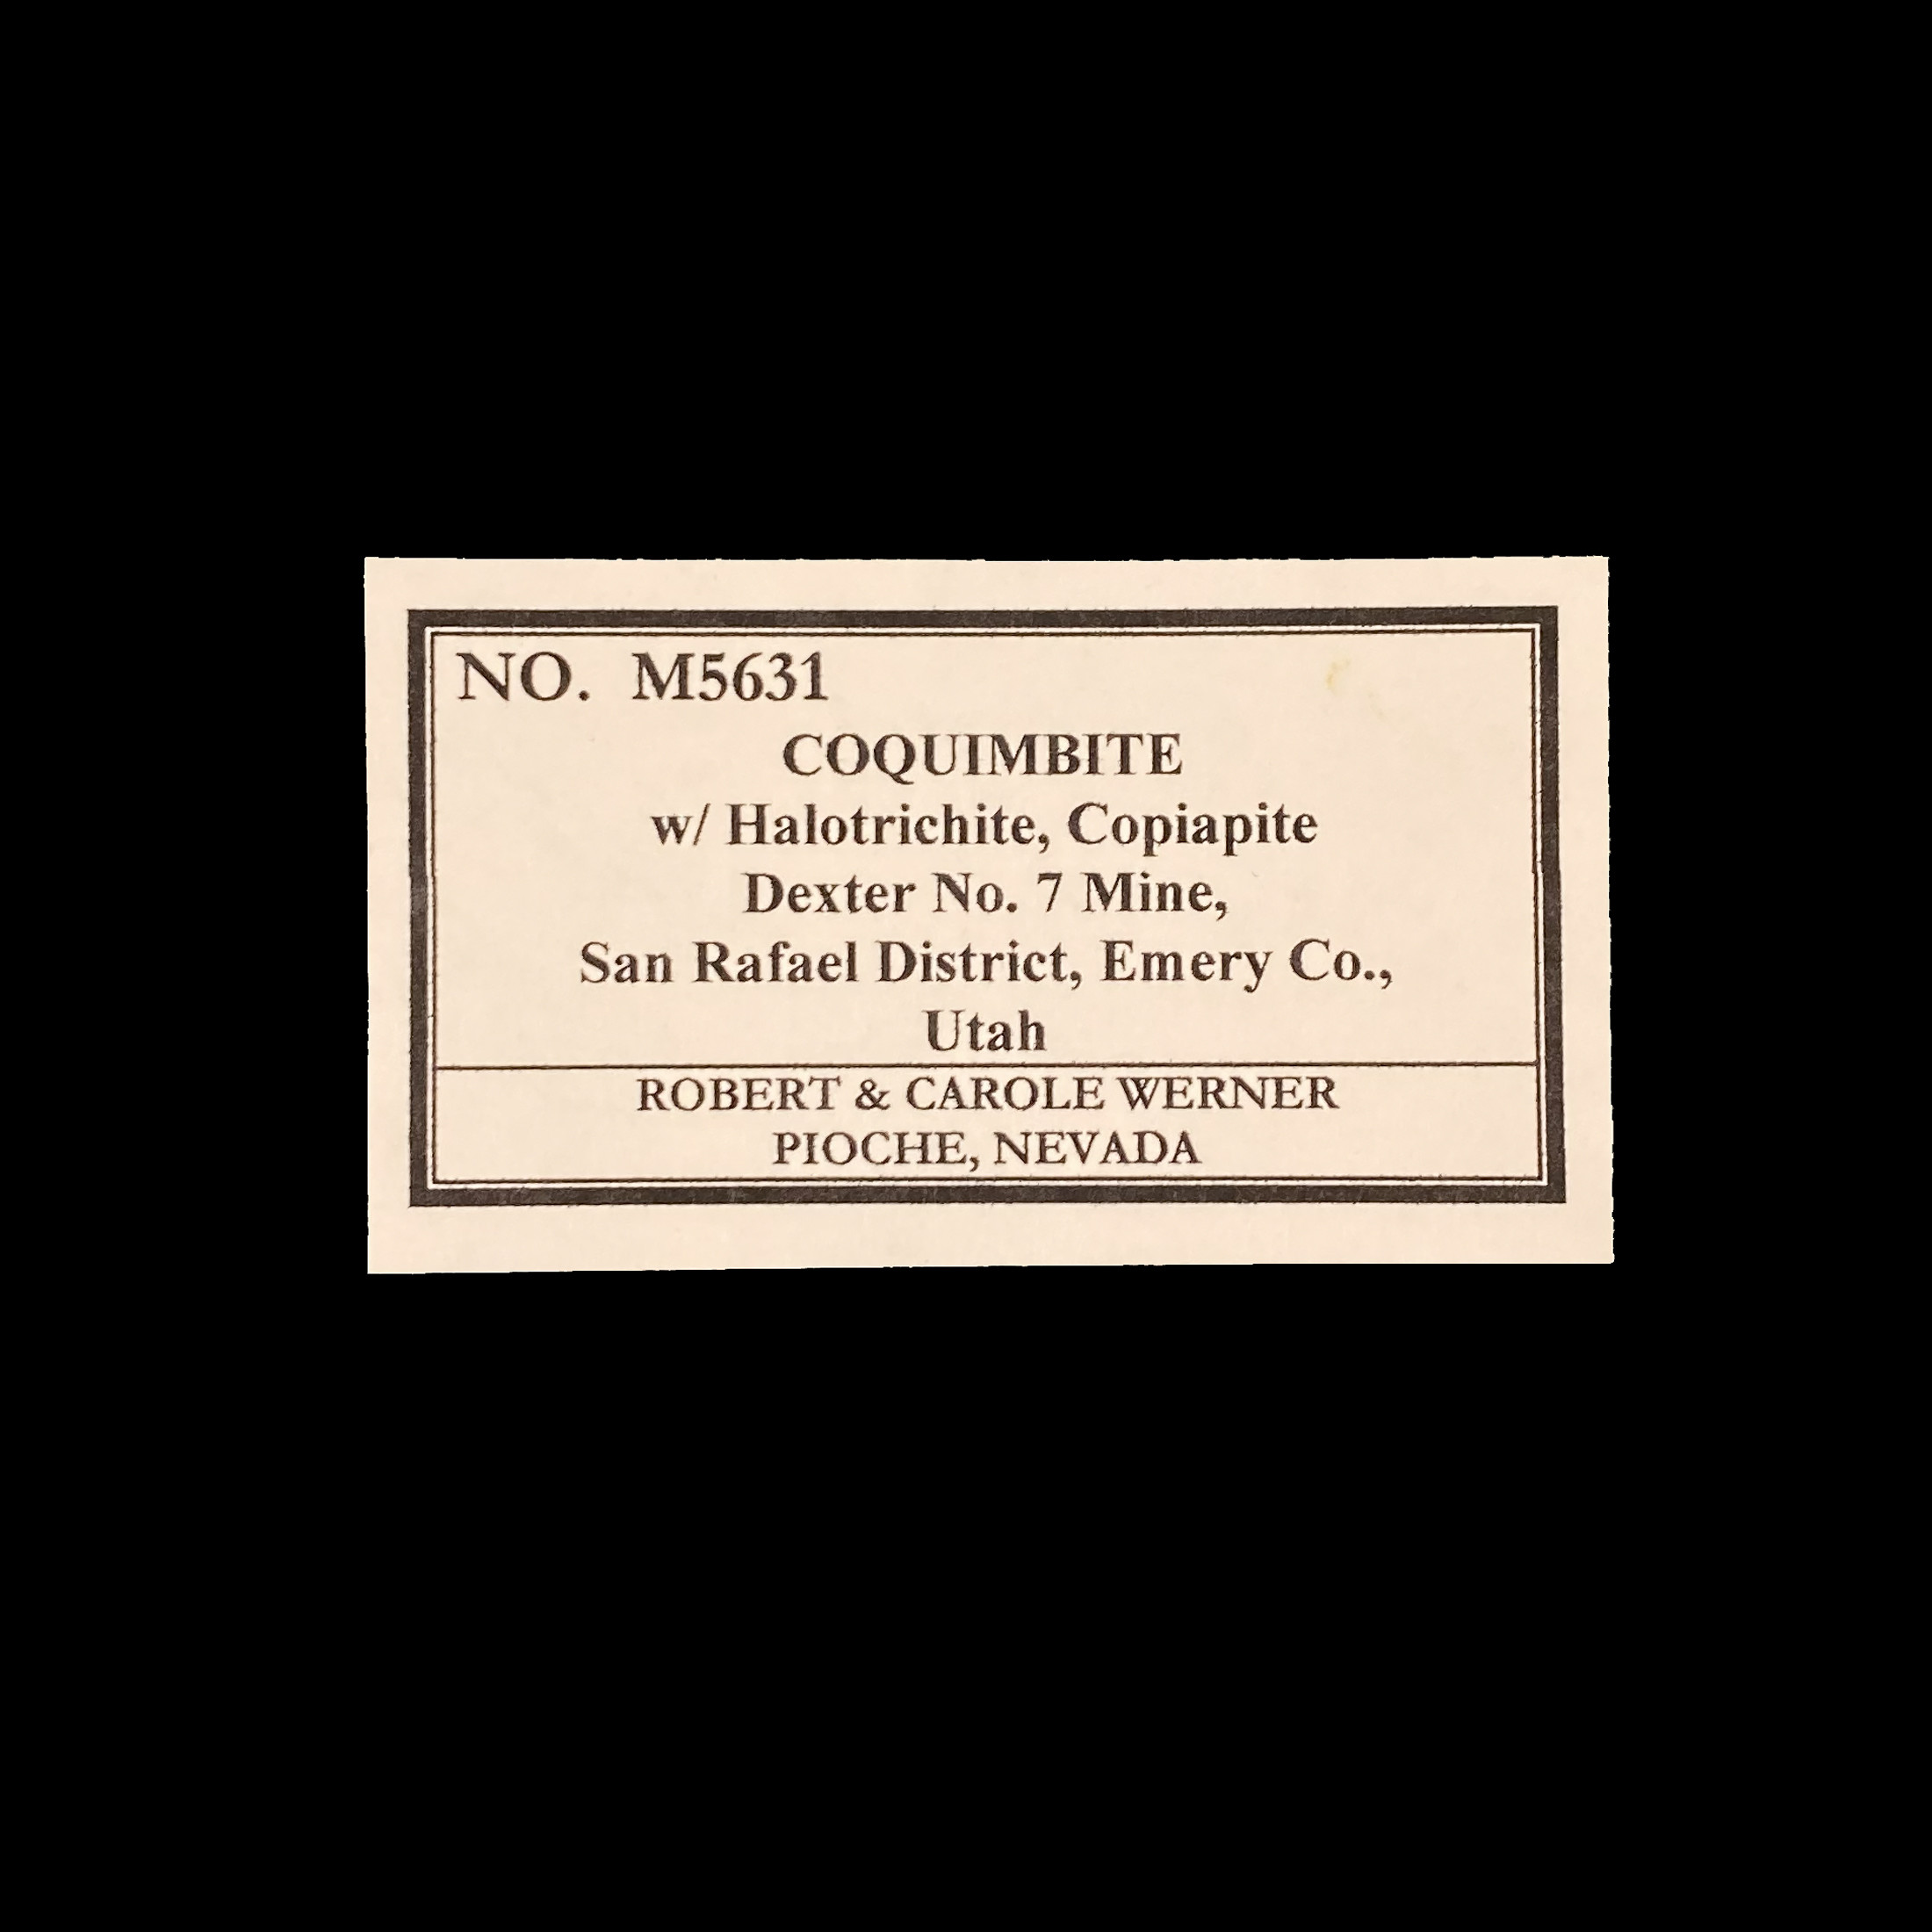 NO. M5631
COQUIMBITE
w/ Halotrichite, Copiapite
Dexter No. 7 Mine,
San Rafael District, Emery Co.,
Utah
ROBERT & CAROLE WERNER
PIOCHE, NEVADA